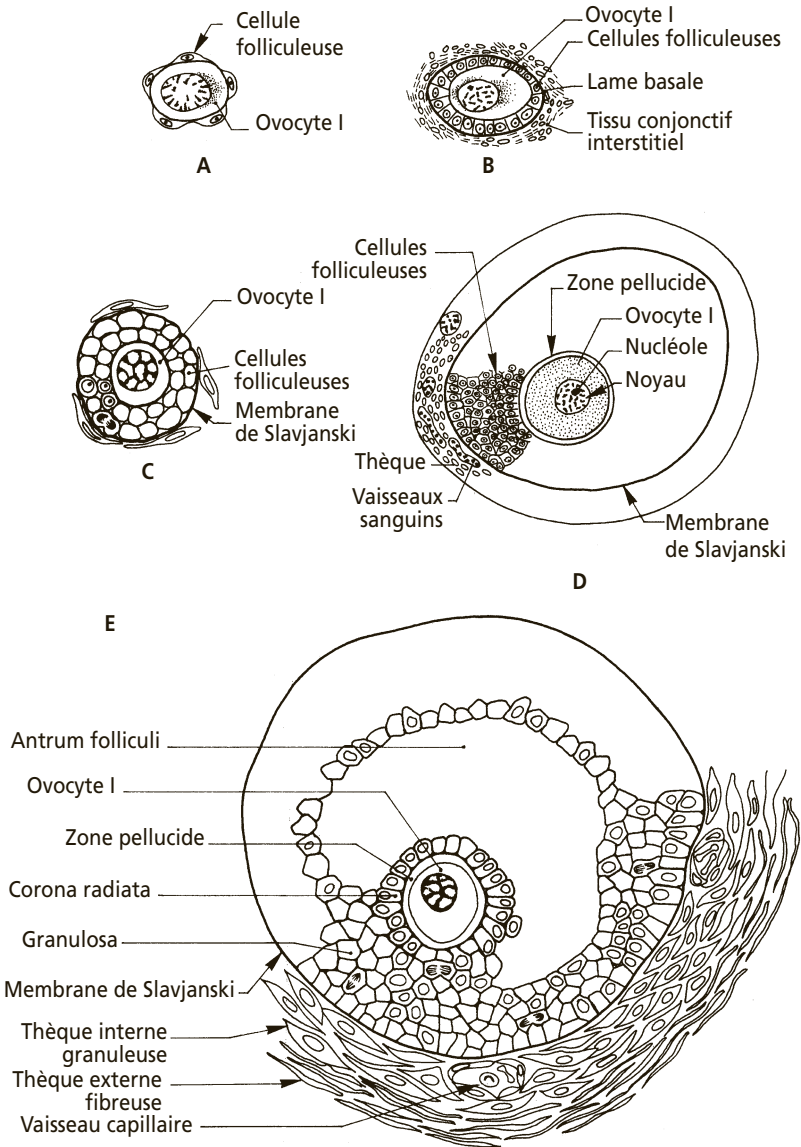 Cellule
folliculeuse
Ovocyte I
A
Ovocyte I
Cellules folliculeuses
Lame basale
Tissu conjonctif
interstitiel
B
Ovocyte I
Cellules
folliculeuses
Membrane
de Slavjanski
C
Cellules
folliculeuses
Zone pellucide
Ovocyte I
Nucléole
Noyau
Thèque
Vaisseaux
sanguins
Membrane
de Slavjanski
D
E
Antrum folliculi
Ovocyte I
Zone pellucide
Corona radiata
Granulosa
Membrane de Slavjanski
Thèque interne
granuleuse
Thèque externe
fibreuse
Vaisseau capillaire